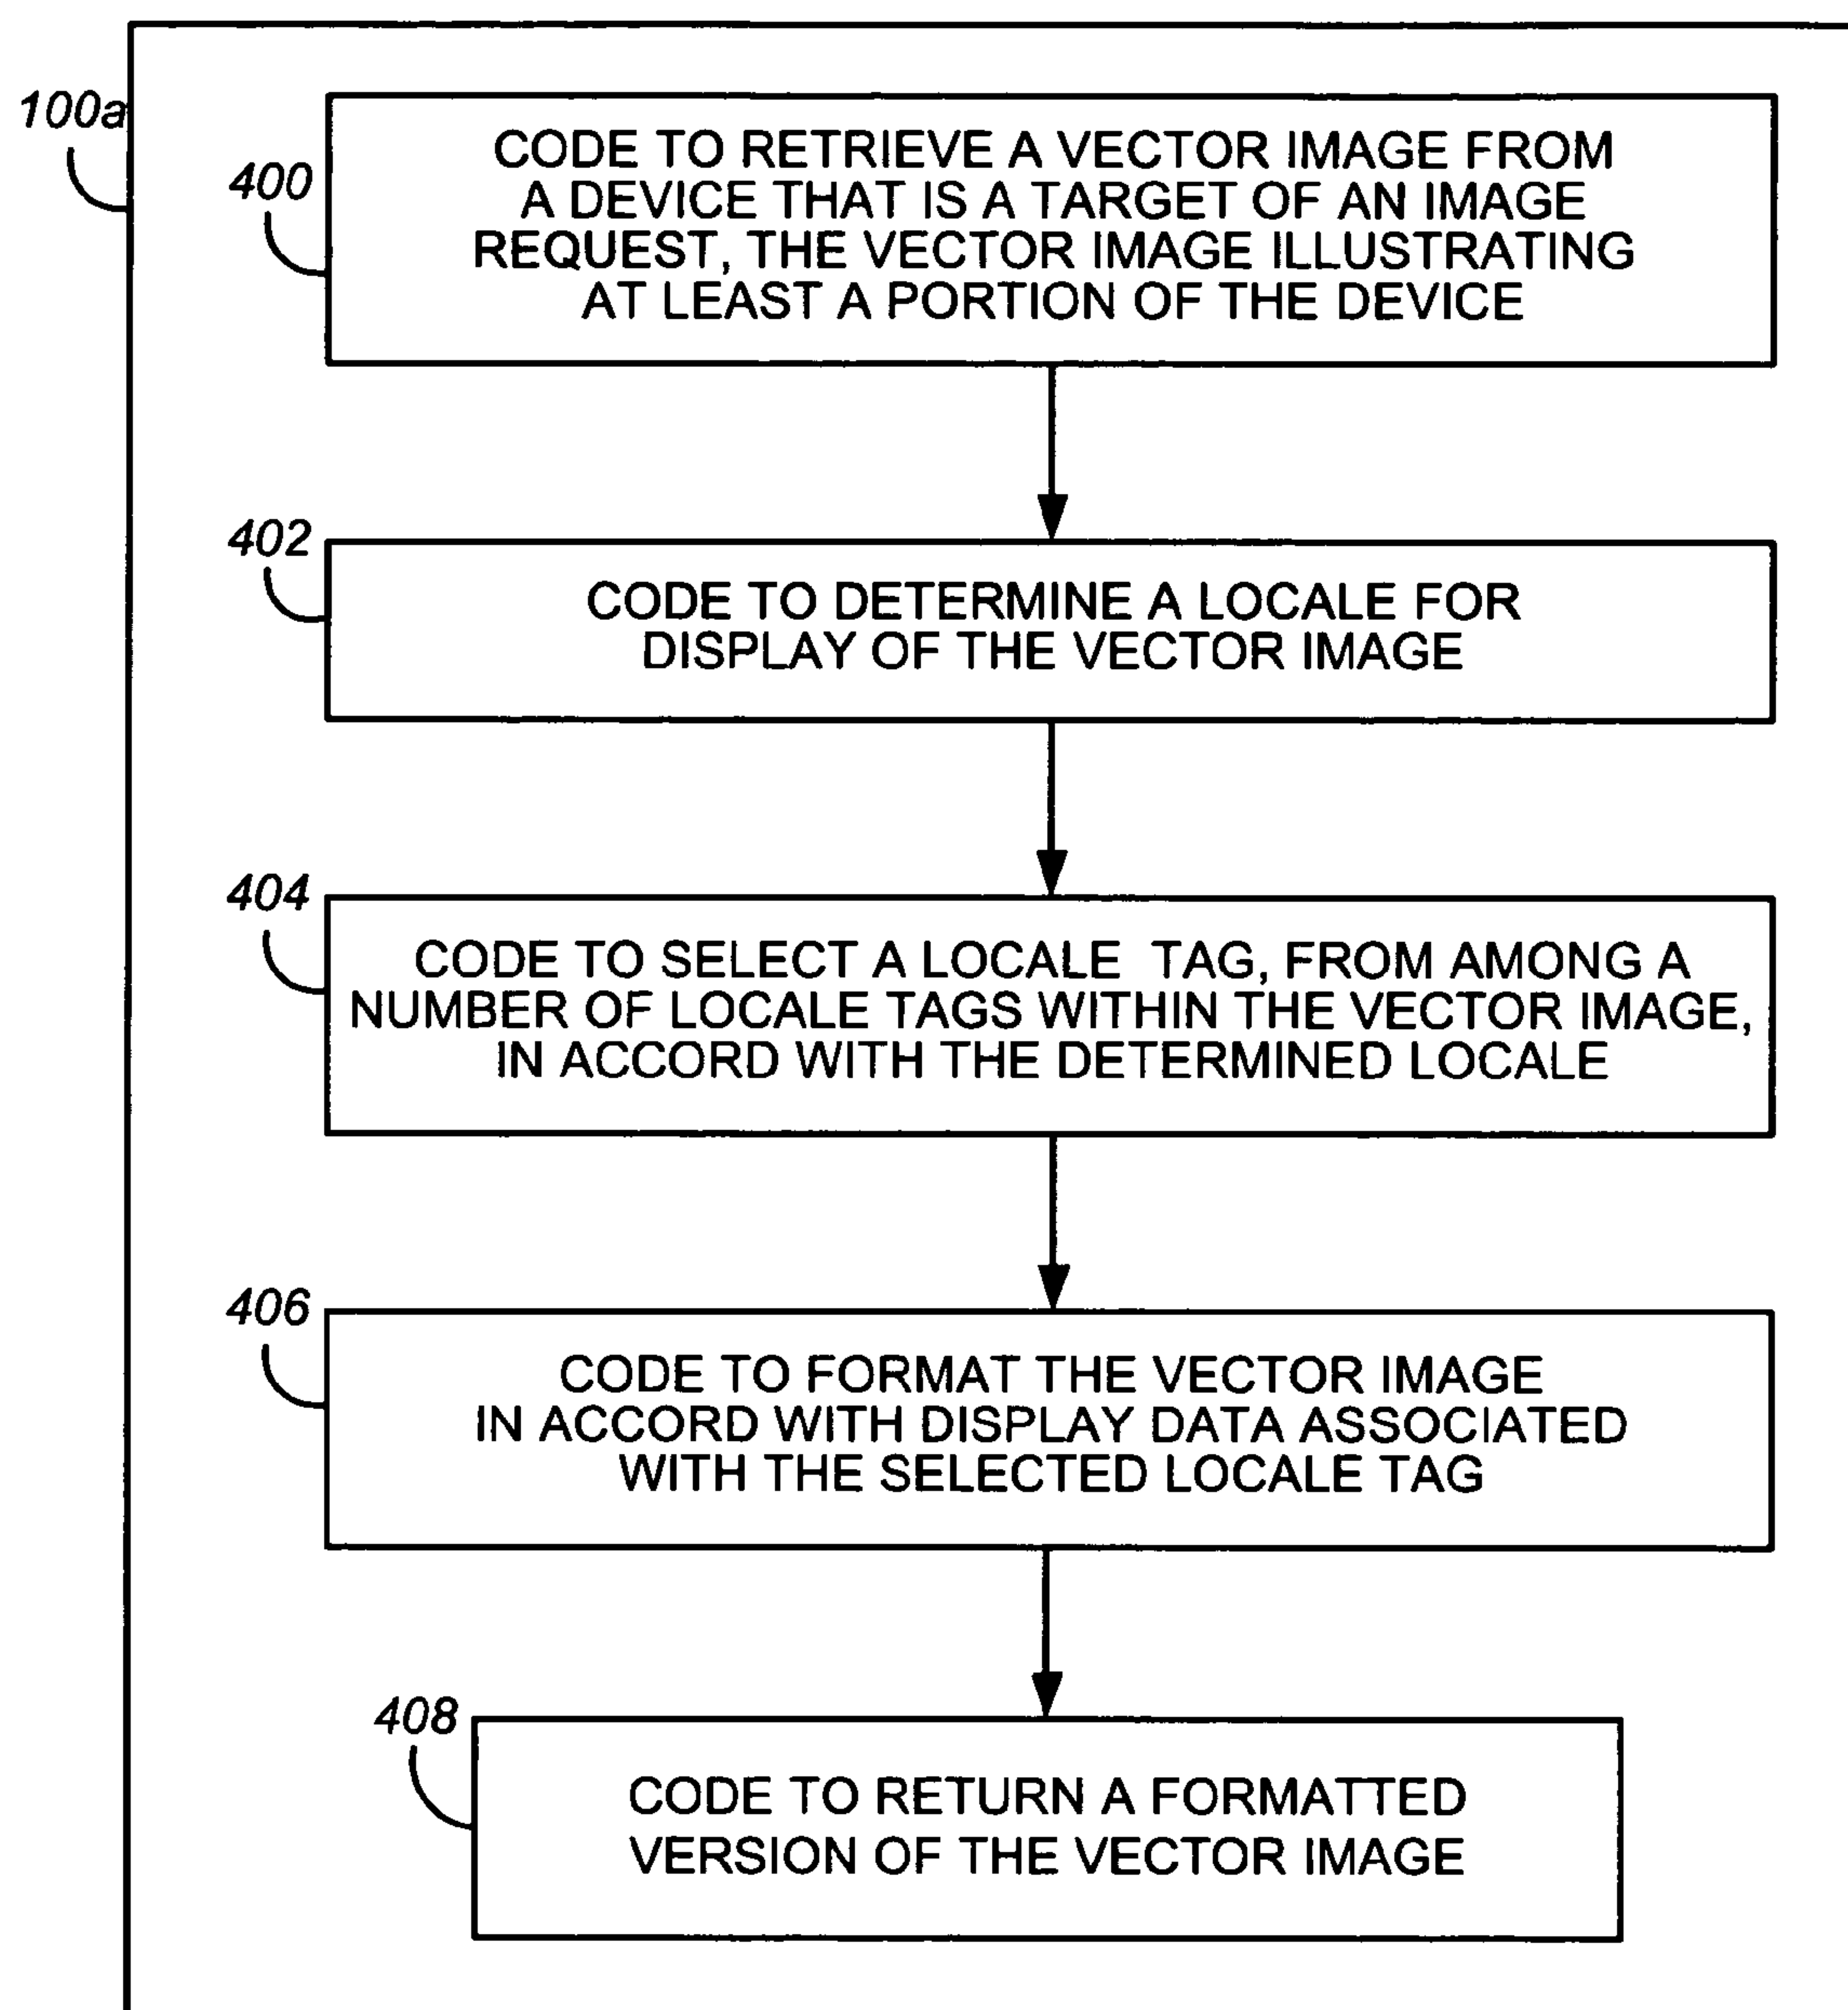 100a
400
CODE TO RETRIEVE A VECTOR IMAGE FROM
A DEVICE THAT IS A TARGET OF AN IMAGE
REQUEST, THE VECTOR IMAGE ILLUSTRATING
AT LEAST A PORTION OF THE DEVICE
402
CODE TO DETERMINE A LOCALE FOR
DISPLAY OF THE VECTOR IMAGE
404
CODE TO SELECT A LOCALE TAG, FROM AMONG A
NUMBER OF LOCALE TAGS WITHIN THE VECTOR IMAGE,
IN ACCORD WITH THE DETERMINED LOCALE
406
CODE TO FORMAT THE VECTOR IMAGE
IN ACCORD WITH DISPLAY DATA ASSOCIATED
WITH THE SELECTED LOCALE TAG
408
CODE TO RETURN A FORMATTED
VERSION OF THE VECTOR IMAGE